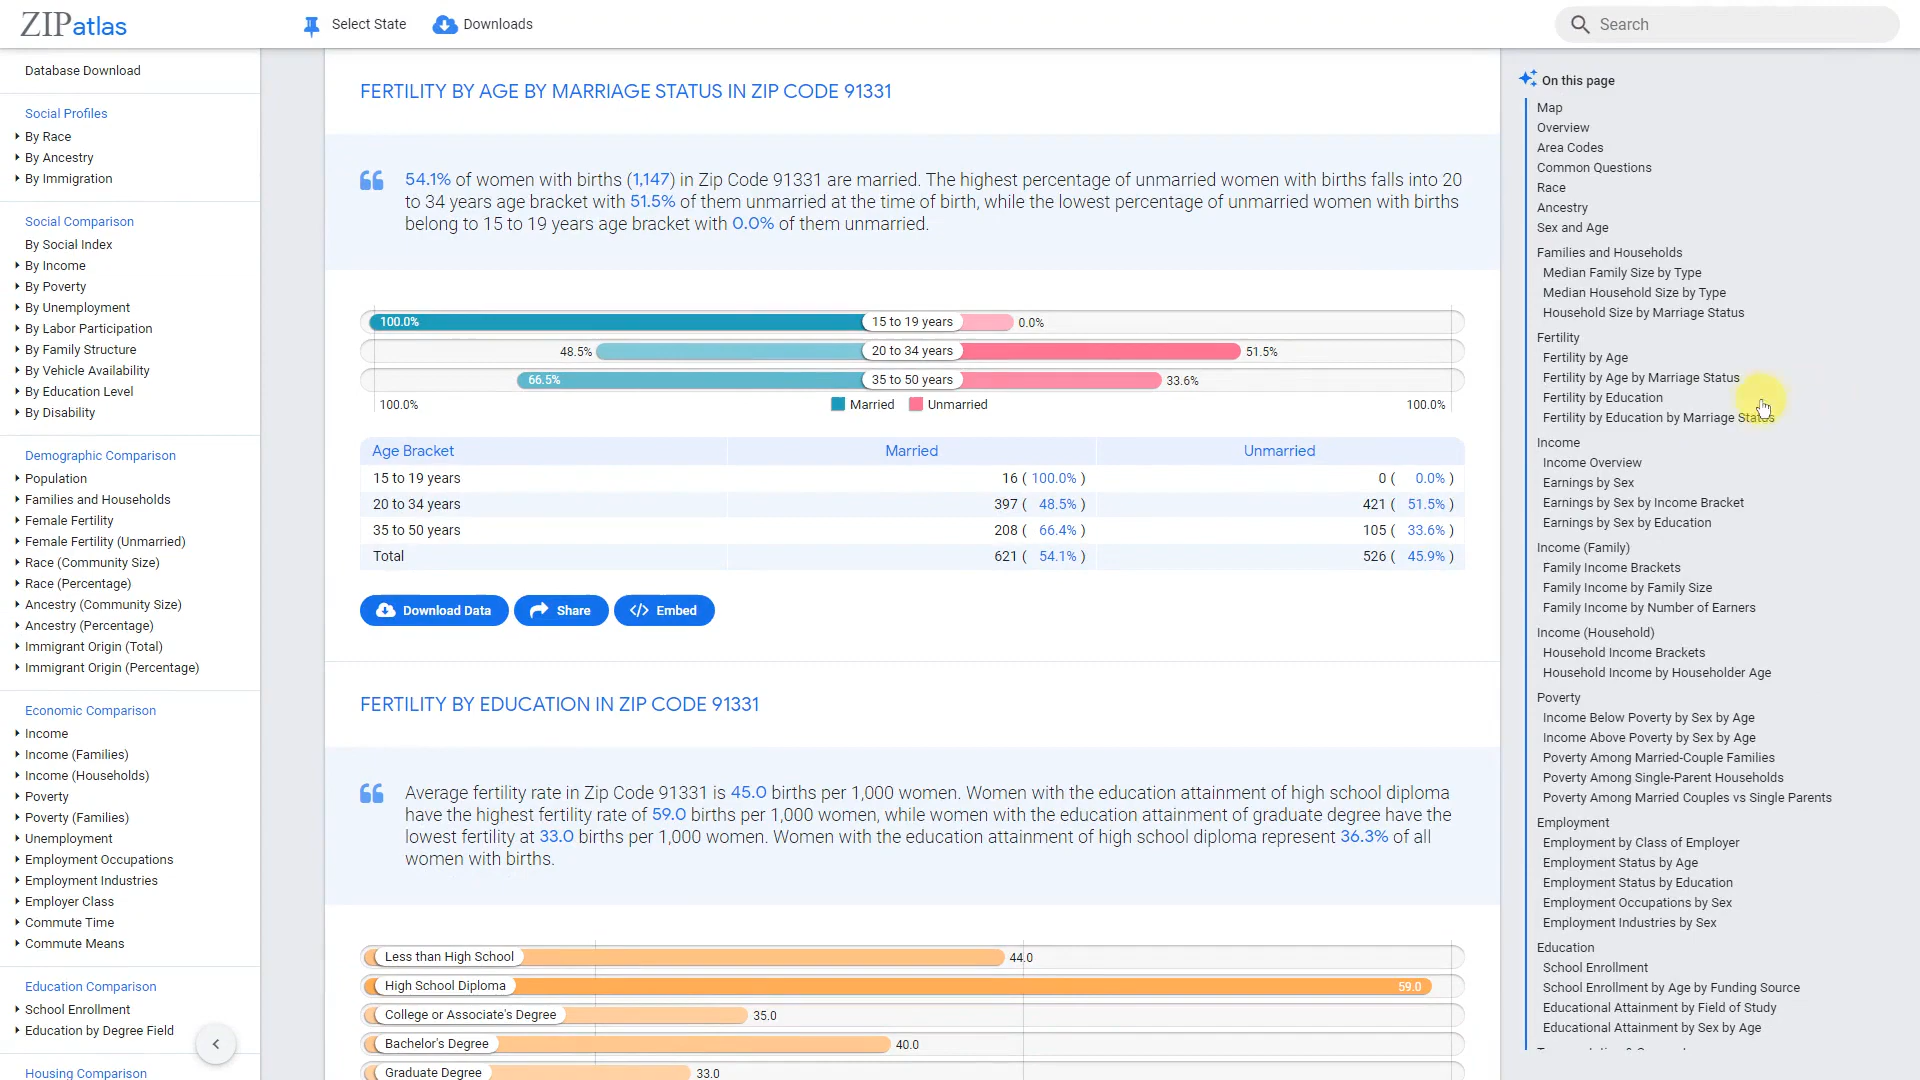 ZIPatlas
Select State
Downloads
Search
Database Download
Social Profiles
By Race
By Ancestry
By Immigration
Social Comparison
By Social Index
By Income
By Poverty
By Unemployment
By Labor Participation
By Family Structure
By Vehicle Availability
By Education Level
By Disability
Demographic Comparison
Population
Families and Households
Female Fertility
Female Fertility (Unmarried)
Race (Community Size)
Race (Percentage)
Ancestry (Community Size)
Ancestry (Percentage)
Immigrant Origin (Total)
Immigrant Origin (Percentage)
Economic Comparison
Income
Income (Families)
Income (Households)
Poverty
Poverty (Families)
Unemployment
Employment Occupations
Employment Industries
Employer Class
Commute Time
Commute Means
Education Comparison
School Enrollment
Education by Degree Field
Housing Comparison
FERTILITY BY AGE BY MARRIAGE STATUS IN ZIP CODE 91331
54.1% of women with births (1,147) in Zip Code 91331 are married. The highest percentage of unmarried women with births falls into 20
to 34 years age bracket with 51.5% of them unmarried at the time of birth, while the lowest percentage of unmarried women with births
belong to 15 to 19 years age bracket with 0.0% of them unmarried.
100.0% 15 to 19 years 0.0%
48.5% 20 to 34 years 51.5%
66.5% 35 to 50 years 33.6%
100.0% Married Unmarried 100.0%
Age Bracket Married Unmarried
15 to 19 years 16 ( 100.0% ) 0 ( 0.0% )
20 to 34 years 397 ( 48.5% ) 421 ( 51.5% )
35 to 50 years 208 ( 66.4% ) 105 ( 33.6% )
Total 621 ( 54.1% ) 526 ( 45.9% )
Download Data Share Embed
FERTILITY BY EDUCATION IN ZIP CODE 91331
Average fertility rate in Zip Code 91331 is 45.0 births per 1,000 women. Women with the education attainment of high school diploma
have the highest fertility rate of 59.0 births per 1,000 women, while women with the education attainment of graduate degree have the
lowest fertility at 33.0 births per 1,000 women. Women with the education attainment of high school diploma represent 36.3% of all
women with births.
Less than High School 44.0
High School Diploma 59.0
College or Associate's Degree 35.0
Bachelor's Degree 40.0
Graduate Degree 33.0
On this page
Map
Overview
Area Codes
Common Questions
Race
Ancestry
Sex and Age
Families and Households
Median Family Size by Type
Median Household Size by Type
Household Size by Marriage Status
Fertility
Fertility by Age
Fertility by Age by Marriage Status
Fertility by Education
Fertility by Education by Marriage Status
Income
Income Overview
Earnings by Sex
Earnings by Sex by Income Bracket
Earnings by Sex by Education
Income (Family)
Family Income Brackets
Family Income by Family Size
Family Income by Number of Earners
Income (Household)
Household Income Brackets
Household Income by Householder Age
Poverty
Income Below Poverty by Sex by Age
Income Above Poverty by Sex by Age
Poverty Among Married-Couple Families
Poverty Among Single-Parent Households
Poverty Among Married Couples vs Single Parents
Employment
Employment by Class of Employer
Employment Status by Age
Employment Status by Education
Employment Occupations by Sex
Employment Industries by Sex
Education
School Enrollment
School Enrollment by Age by Funding Source
Educational Attainment by Field of Study
Educational Attainment by Sex by Age